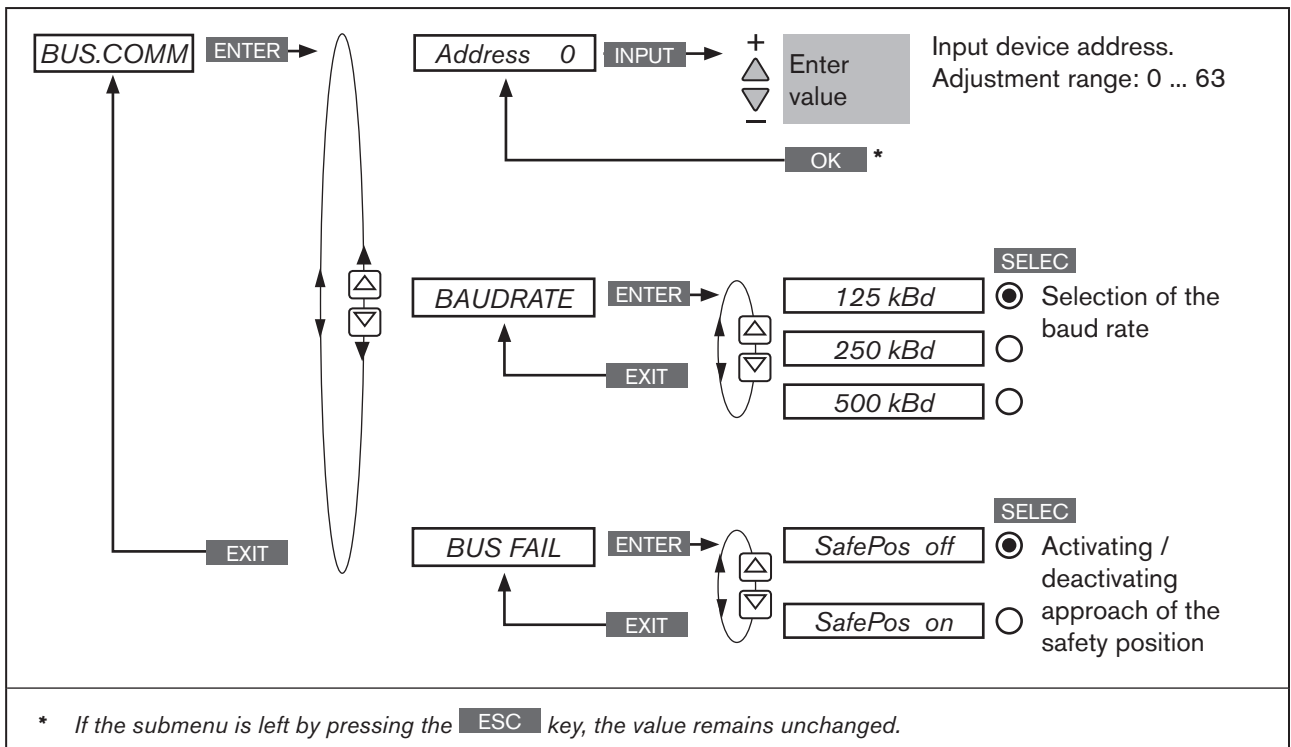 BUS.COMM ENTER
Address 0 INPUT
+
−
Enter
value
Input device address.
Adjustment range: 0 ... 63
OK *
BAUDRATE ENTER
EXIT
SELEC
125 kBd
250 kBd
500 kBd
Selection of the
baud rate
EXIT
BUS FAIL ENTER
EXIT
SELEC
SafePos off
SafePos on
Activating /
deactivating
approach of the
safety position
* If the submenu is left by pressing the ESC key, the value remains unchanged.